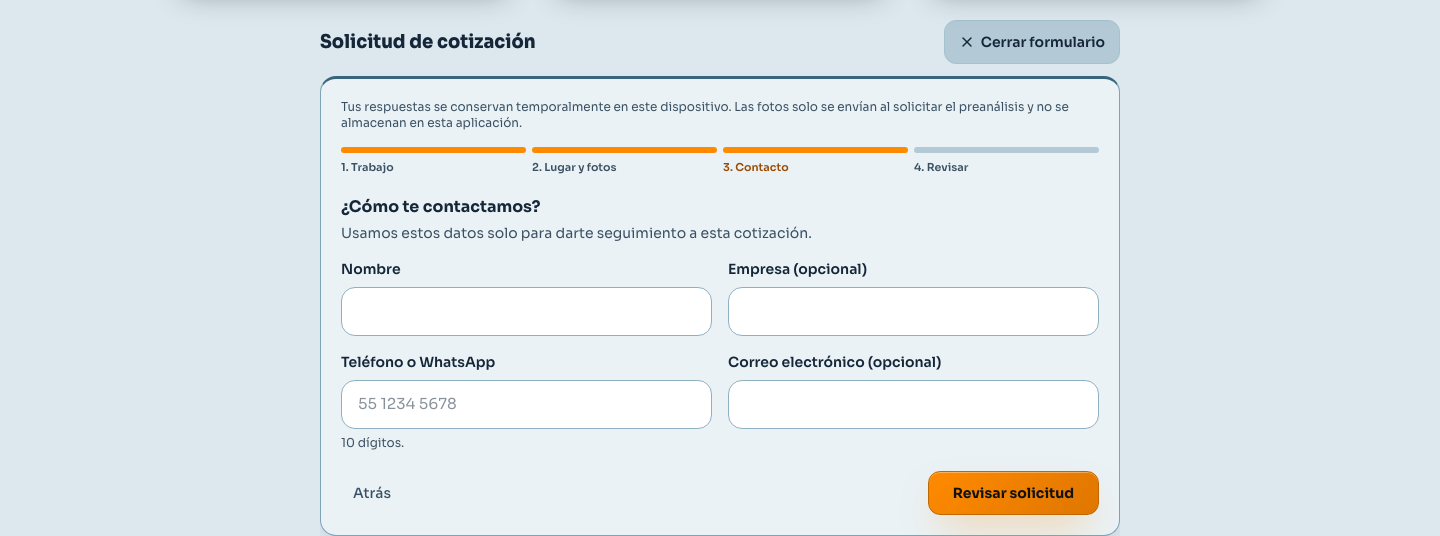 Solicitud de cotización
Cerrar formulario
Tus respuestas se conservan temporalmente en este dispositivo. Las fotos solo se envían al solicitar el preanálisis y no se
almacenan en esta aplicación.
1. Trabajo
2. Lugar y fotos
3. Contacto
4. Revisar
¿Cómo te contactamos?
Usamos estos datos solo para darte seguimiento a esta cotización.
Nombre
Empresa (opcional)
Teléfono o WhatsApp
Correo electrónico (opcional)
55 1234 5678
10 dígitos.
Atrás
Revisar solicitud